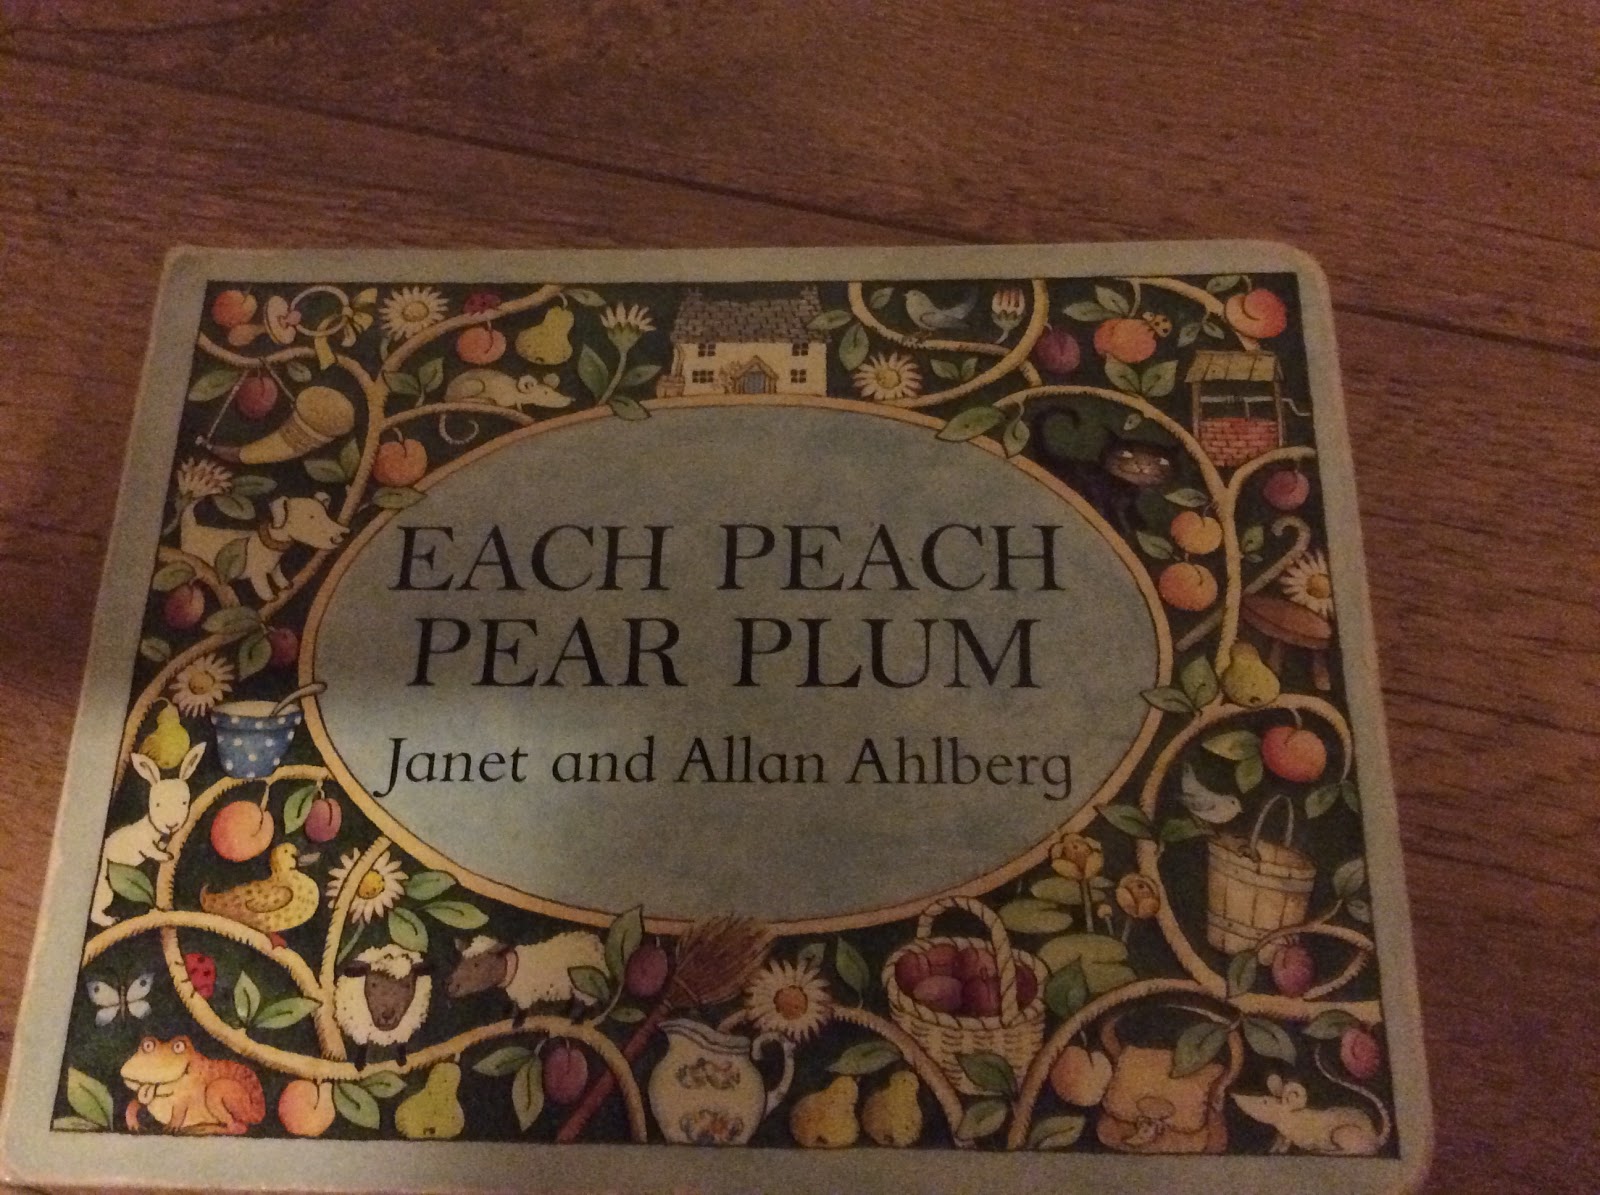 EACH PEACH
PEAR PLUM
Janet and Allan Ahlberg